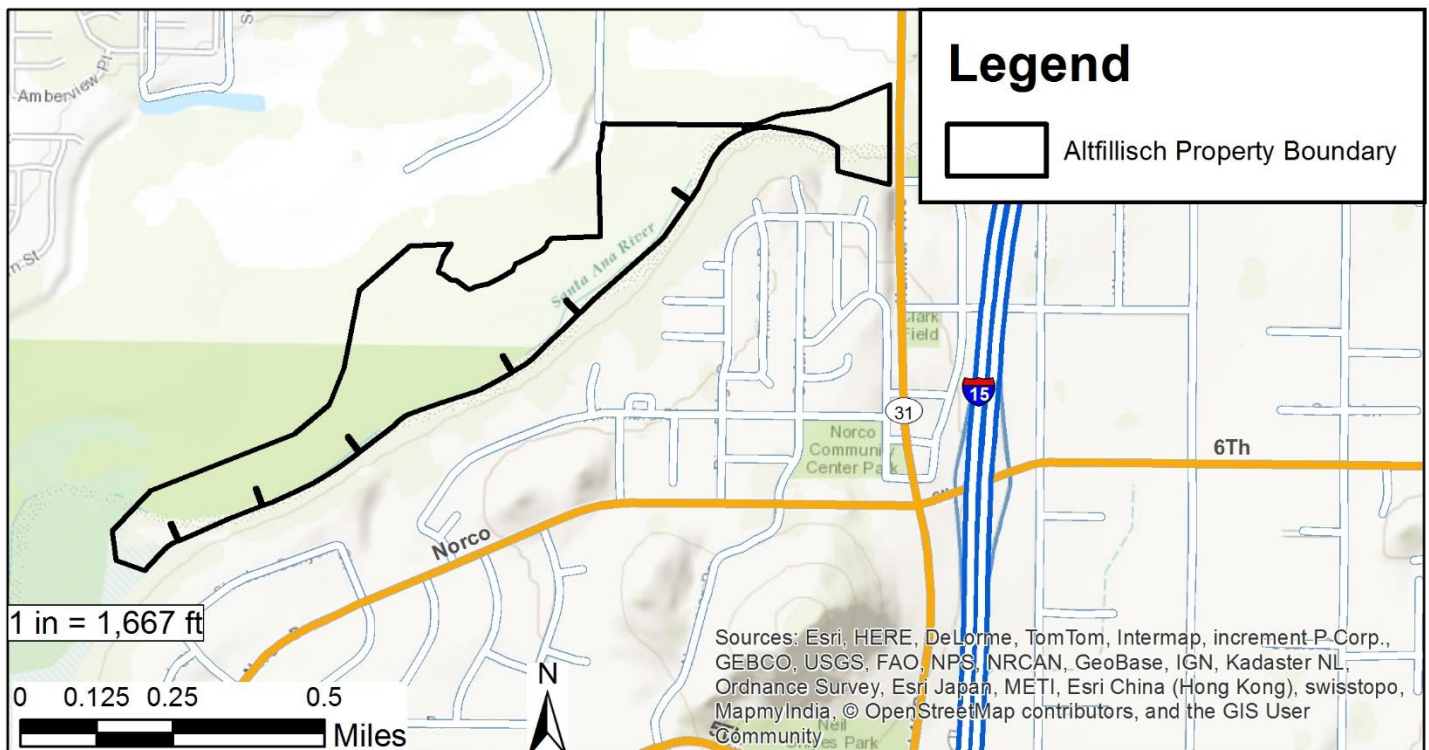 Legend
Altfillisch Property Boundary
Amberview Pl
Santa Ana River
Clark
Field
15
31
Norco
Community
Center Park
6Th
Norco
1 in = 1,667 ft
Sources: Esri, HERE, DeLorme, TomTom, Intermap, increment P Corp.,
GEBCO, USGS, FAO, NPS, NRCAN, GeoBase, IGN, Kadaster NL,
Ordnance Survey, Esri Japan, METI, Esri China (Hong Kong), swisstopo,
MapmyIndia, © OpenStreetMap contributors, and the GIS User
Community
N
0 0.125 0.25 0.5
Miles
Neil
Park